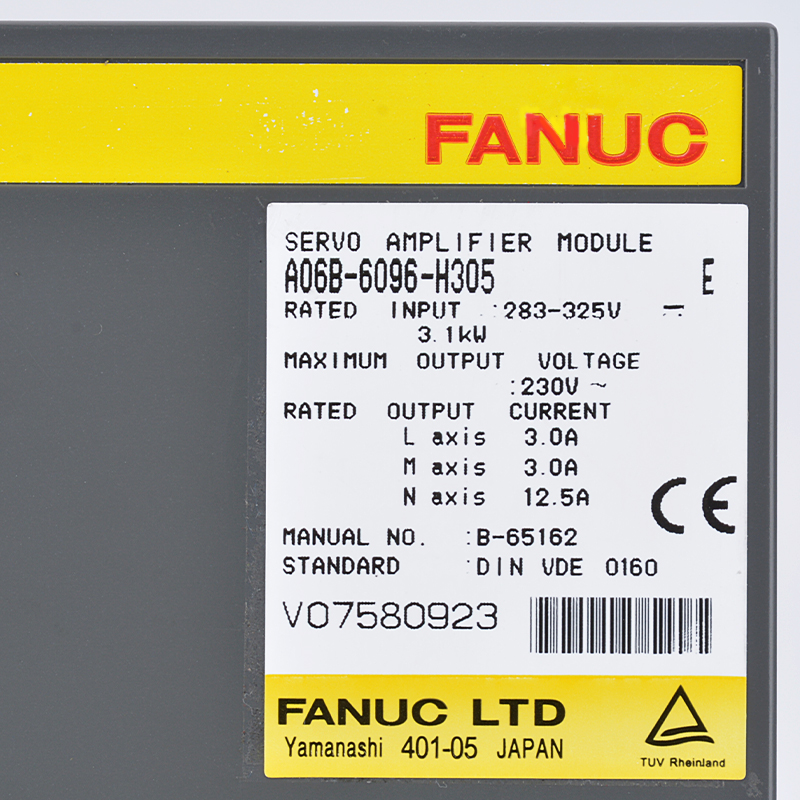 FANUC
SERVO AMPLIFIER MODULE
A06B-6096-H305 E
RATED INPUT :283-325V ⎓
3.1kW
MAXIMUM OUTPUT VOLTAGE
:230V ~
RATED OUTPUT CURRENT
L axis 3.0A
M axis 3.0A
N axis 12.5A
CE
MANUAL NO. :B-65162
STANDARD :DIN VDE 0160
V07580923
FANUC LTD
Yamanashi 401-05 JAPAN
TUV Rheinland